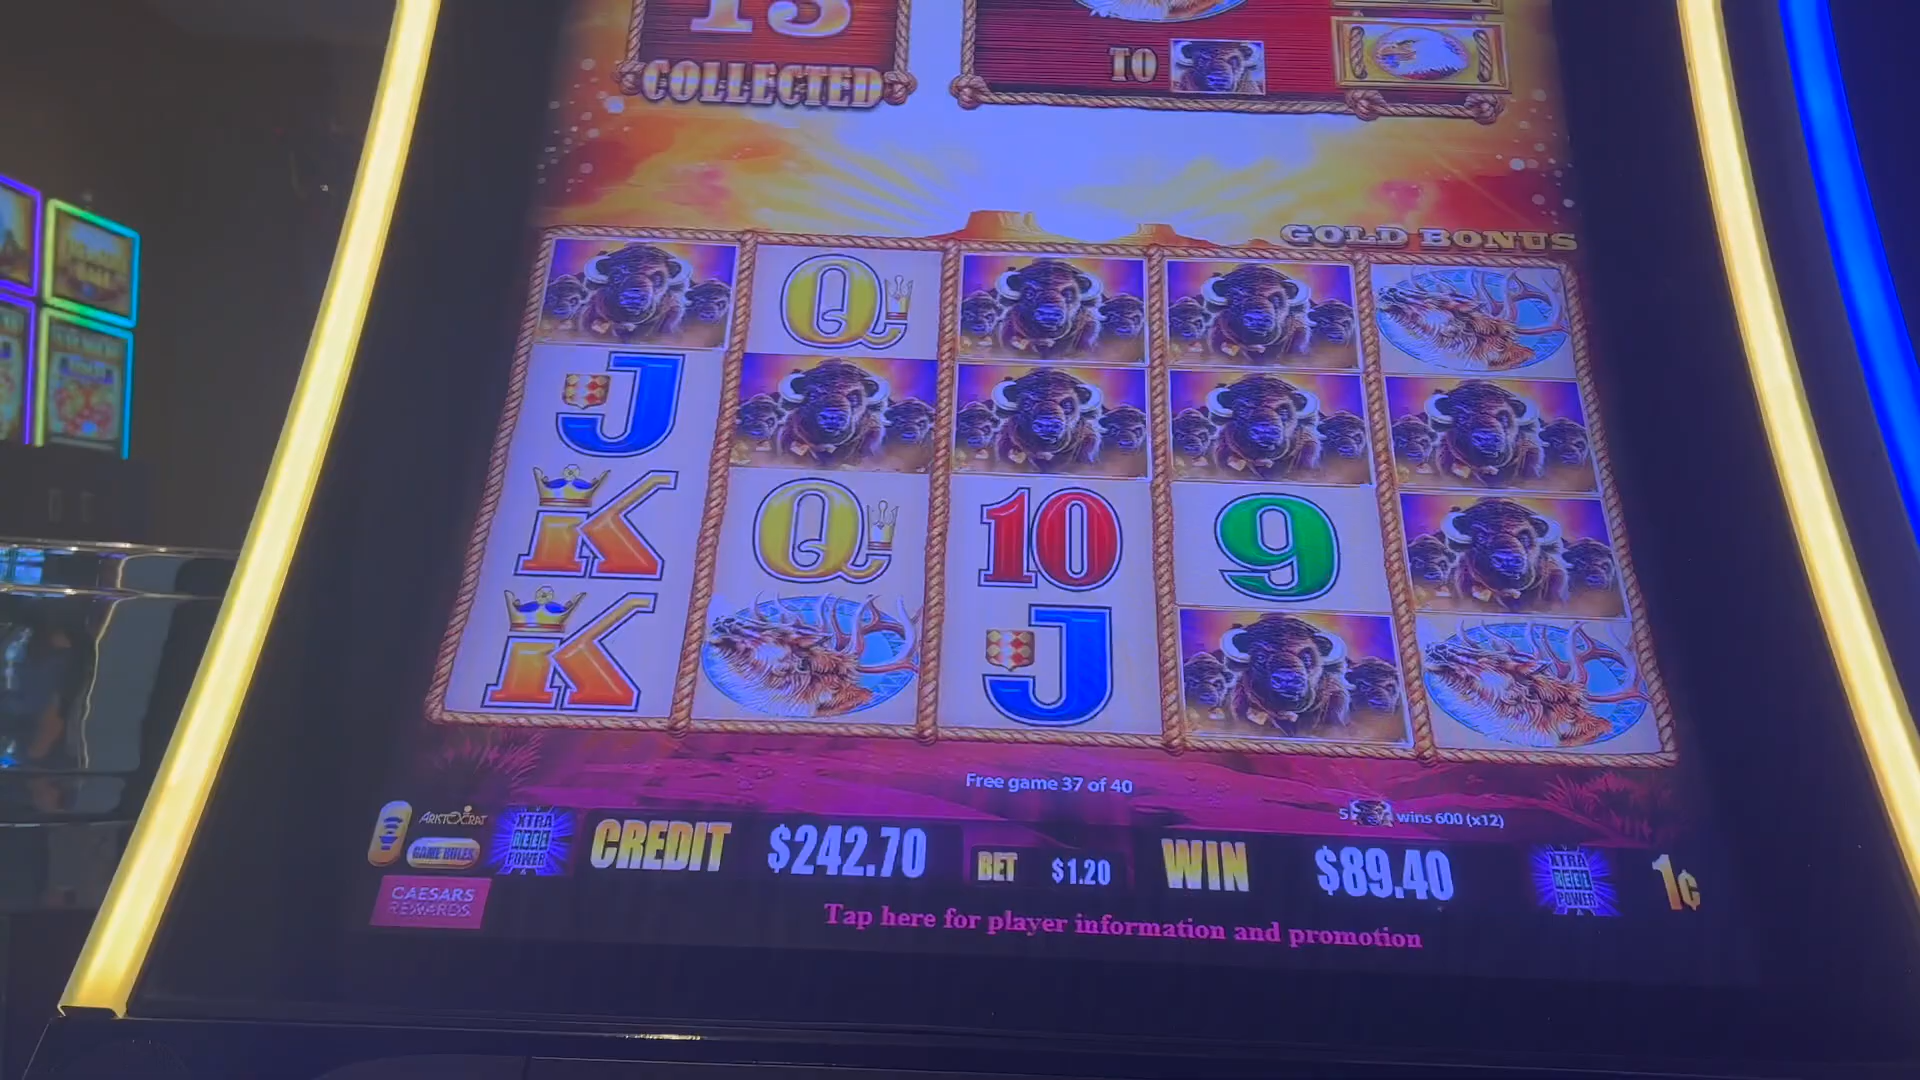 13
COLLECTED
TO
GOLD BONUS
Q
J
K
Q
10
9
K
J
Free game 37 of 40
5 wins 600 (x12)
ARISTOCRAT
GAME RULES
XTRA REEL POWER
CREDIT $242.70
BET $1.20
WIN $89.40
XTRA REEL POWER
1¢
CAESARS
REWARDS
Tap here for player information and promotion